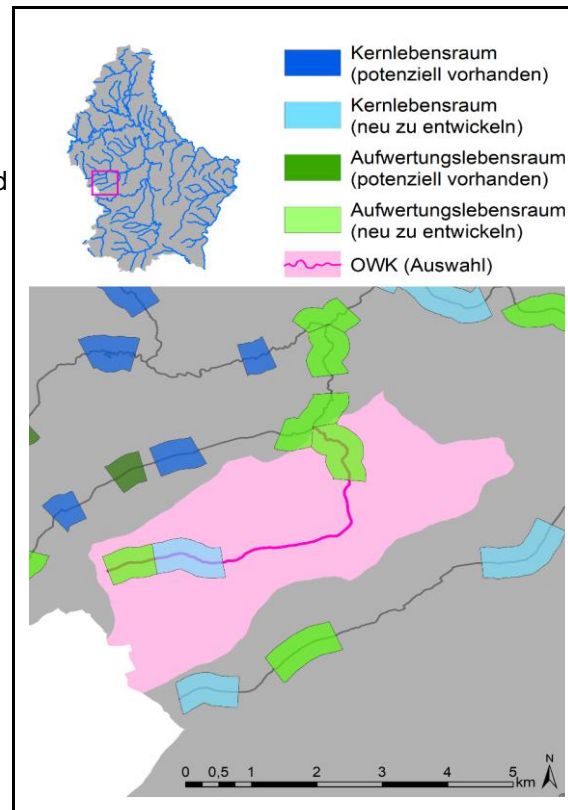 d
Kernlebensraum
(potenziell vorhanden)
Kernlebensraum
(neu zu entwickeln)
Aufwertungslebensraum
(potenziell vorhanden)
Aufwertungslebensraum
(neu zu entwickeln)
OWK (Auswahl)
0 0,5 1 2 3 4 5
km
N